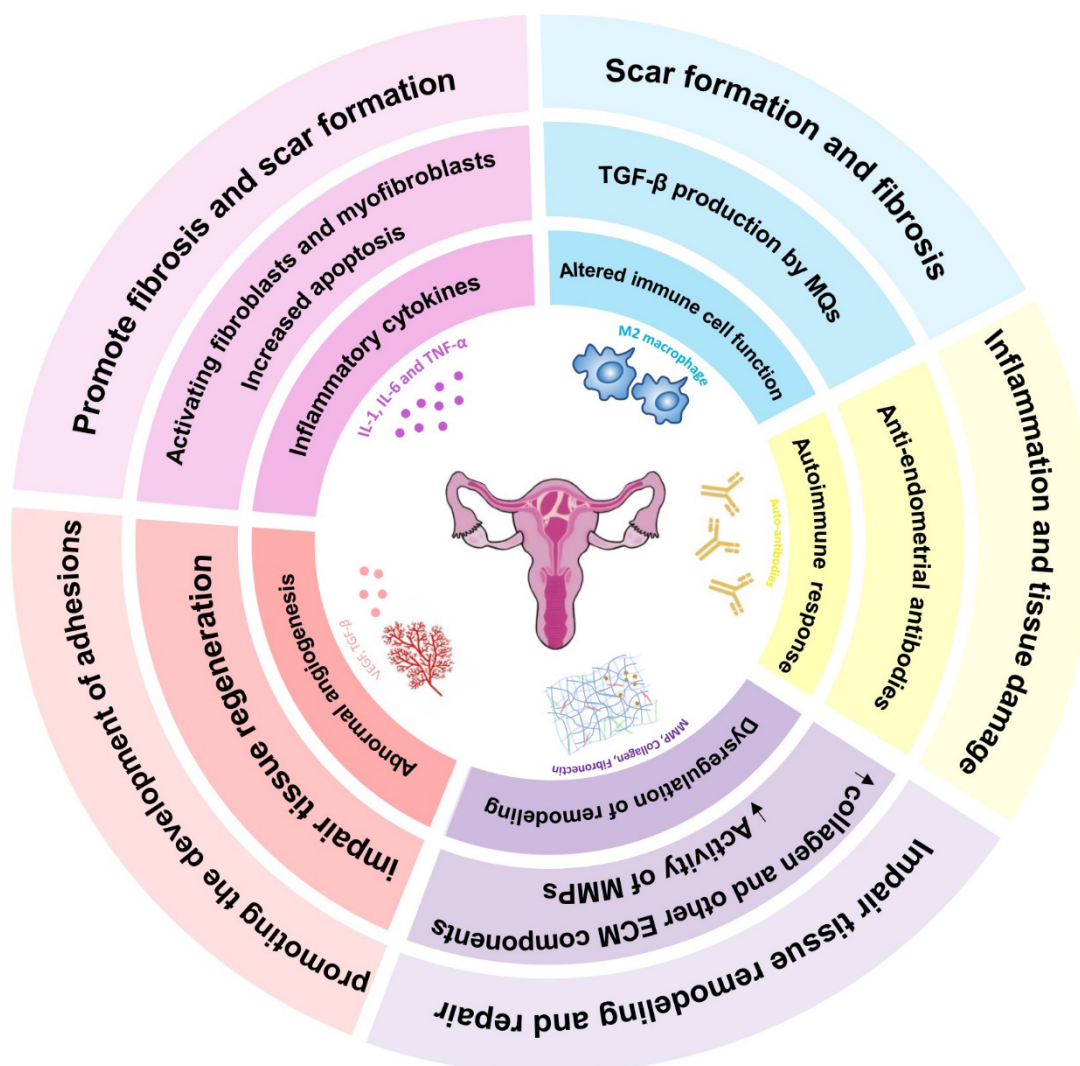 Scar formation and fibrosis
TGF-β production by MQs
Altered immune cell function
M2 macrophage
Inflammation and tissue damage
Anti-endometrial antibodies
Autoimmune response
Auto-antibodies
Impair tissue remodeling and repair
↑ collagen and other ECM components
↓ Activity of MMPs
Dysregulation of remodeling
MMP, Collagen, Fibronectin
promoting the development of adhesions
impair tissue regeneration
Abnormal angiogenesis
VEGF, TGF-β
Promote fibrosis and scar formation
Activating fibroblasts and myofibroblasts
Increased apoptosis
Inflammatory cytokines
IL-1, IL-6 and TNF-α